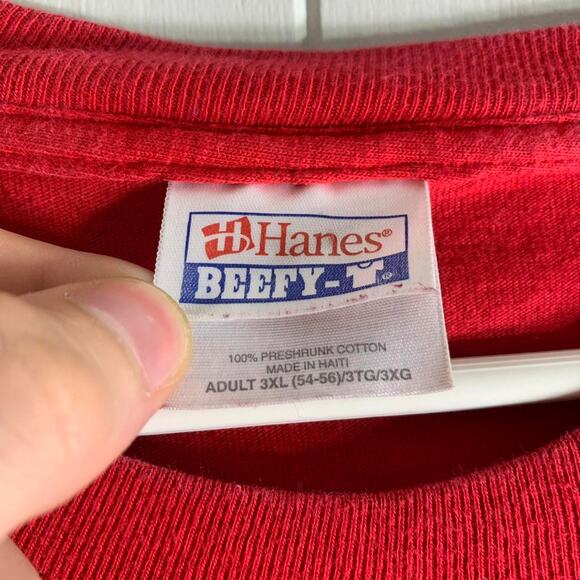 Hanes®
BEEFY-T®
100% PRESHRUNK COTTON
MADE IN HAITI
ADULT 3XL (54-56)/3TG/3XG